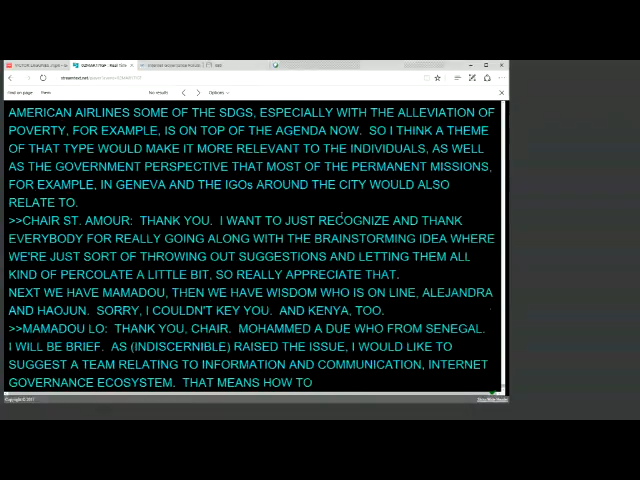 streamtext.net
Find on page
No results
Options
AMERICAN AIRLINES SOME OF THE SDGS, ESPECIALLY WITH THE ALLEVIATION OF
POVERTY, FOR EXAMPLE, IS ON TOP OF THE AGENDA NOW.  SO I THINK A THEME
OF THAT TYPE WOULD MAKE IT MORE RELEVANT TO THE INDIVIDUALS, AS WELL
AS THE GOVERNMENT PERSPECTIVE THAT MOST OF THE PERMANENT MISSIONS,
FOR EXAMPLE, IN GENEVA AND THE IGOs AROUND THE CITY WOULD ALSO
RELATE TO.
>>CHAIR ST. AMOUR:  THANK YOU.  I WANT TO JUST RECOGNIZE AND THANK
EVERYBODY FOR REALLY GOING ALONG WITH THE BRAINSTORMING IDEA WHERE
WE'RE JUST SORT OF THROWING OUT SUGGESTIONS AND LETTING THEM ALL
KIND OF PERCOLATE A LITTLE BIT, SO REALLY APPRECIATE THAT.
NEXT WE HAVE MAMADOU, THEN WE HAVE WISDOM WHO IS ON LINE, ALEJANDRA
AND HAOJUN.  SORRY, I COULDN'T KEY YOU.  AND KENYA, TOO.
>>MAMADOU LO:  THANK YOU, CHAIR.  MOHAMMED A DUE WHO FROM SENEGAL.
I WILL BE BRIEF.  AS (INDISCERNIBLE) RAISED THE ISSUE, I WOULD LIKE TO
SUGGEST A TEAM RELATING TO INFORMATION AND COMMUNICATION, INTERNET
GOVERNANCE ECOSYSTEM.  THAT MEANS HOW TO